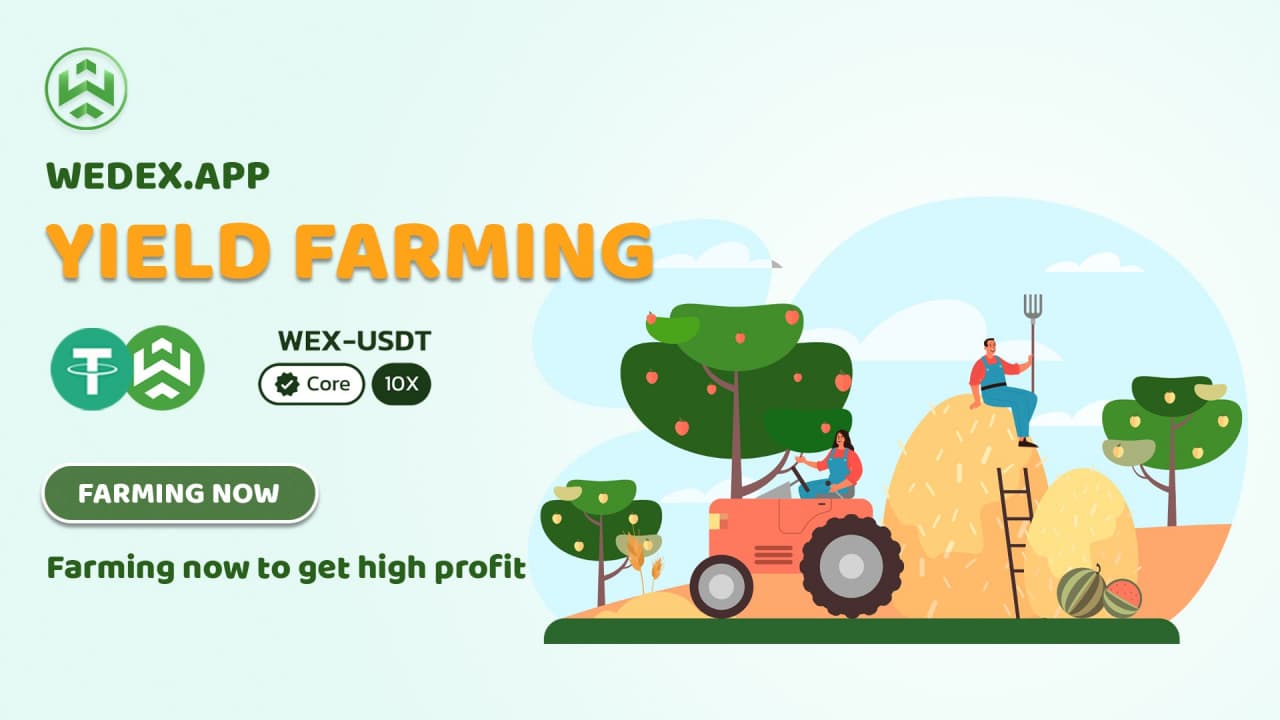 WEDEX.APP
YIELD FARMING
WEX-USDT
Core 10X
FARMING NOW
Farming now to get high profit